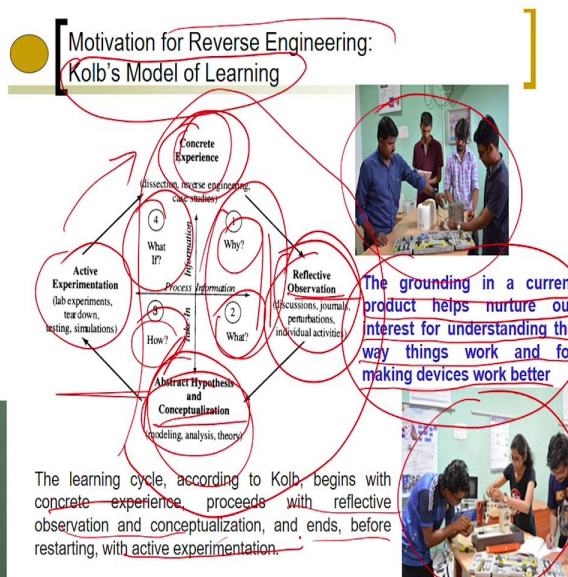 Motivation for Reverse Engineering:
Kolb's Model of Learning
Concrete
Experience
(dissection, reverse engineering,
case studies)
4
What
If?
1
Why?
Information
Active
Experimentation
(lab experiments,
tear down,
testing, simulations)
Process Information
Reflective
Observation
(discussions, journals,
perturbations,
individual activities)
3
How?
Take-In
2
What?
Abstract Hypothesis
and
Conceptualization
(modeling, analysis, theory)
The grounding in a curren
product helps nurture ou
interest for understanding th
way things work and fo
making devices work better
The learning cycle, according to Kolb, begins with
concrete experience, proceeds with reflective
observation and conceptualization, and ends, before
restarting, with active experimentation.